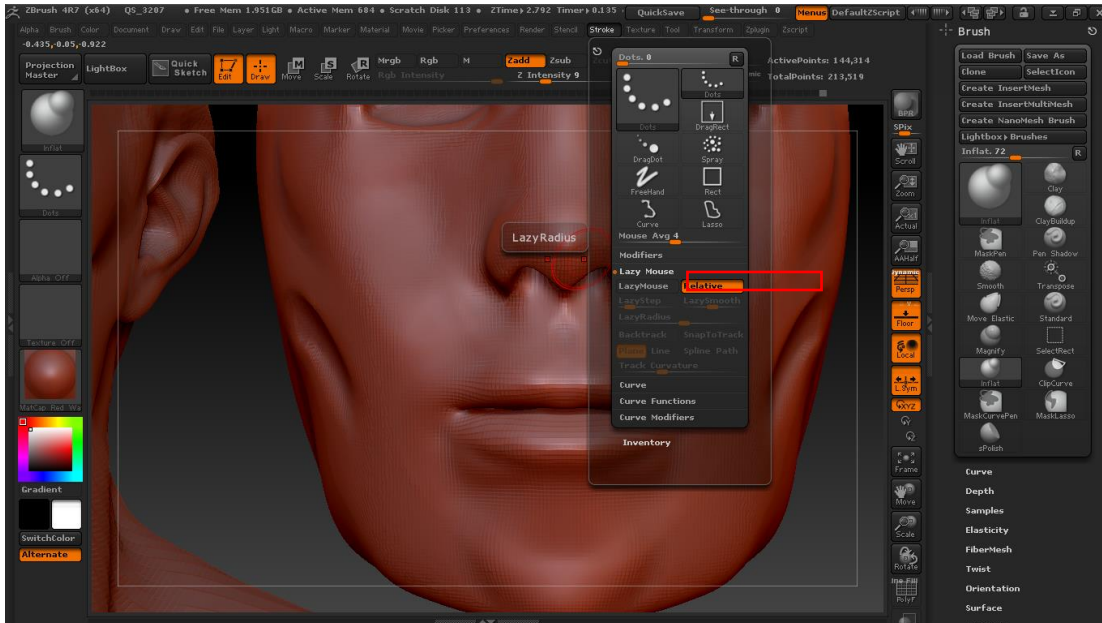 ZBrush 4R7 (x64) QS_3207 • Free Mem 1.951GB • Active Mem 684 • Scratch Disk 113 • ZTime▸2.792 Timer▸0.135 QuickSave See-through 0 Menus DefaultZScript
Alpha Brush Color Document Draw Edit File Layer Light Macro Marker Material Movie Picker Preferences Render Stencil Stroke Texture Tool Transform Zplugin Zscript
-0.435,-0.05,-0.922
Projection Master
LightBox
Quick Sketch
Edit
Draw
Move
Scale
Rotate
Mrgb Rgb M Zadd Zsub
Rgb Intensity Z Intensity 9
ActivePoints: 144,314
TotalPoints: 213,519
Inflat
Dots
Alpha Off
Texture Off
MatCap Red Wa
Gradient
SwitchColor
Alternate
LazyRadius
Dots. 0 R
Dots
Dots
DragRect
DragDot Spray
FreeHand Rect
Curve Lasso
Mouse Avg 4
Modifiers
Lazy Mouse
LazyMouse Relative
LazyStep LazySmooth
LazyRadius
Backtrack SnapToTrack
Plane Line Spline Path
Track Curvature
Curve
Curve Functions
Curve Modifiers
Inventory
BPR
SPix
Scroll
Zoom
Actual
AAHalf
Persp
Floor
Local
L.Sym
Frame
Move
Scale
Rotate
PolyF
Brush
Load Brush Save As
Clone SelectIcon
Create InsertMesh
Create InsertMultiMesh
Create NanoMesh Brush
Lightbox▸Brushes
Inflat. 72 R
Inflat
Clay
ClayBuildup
MaskPen Pen Shadow
Smooth Transpose
Move Elastic Standard
Magnify SelectRect
Inflat ClipCurve
MaskCurvePen MaskLasso
sPolish
Curve
Depth
Samples
Elasticity
FiberMesh
Twist
Orientation
Surface